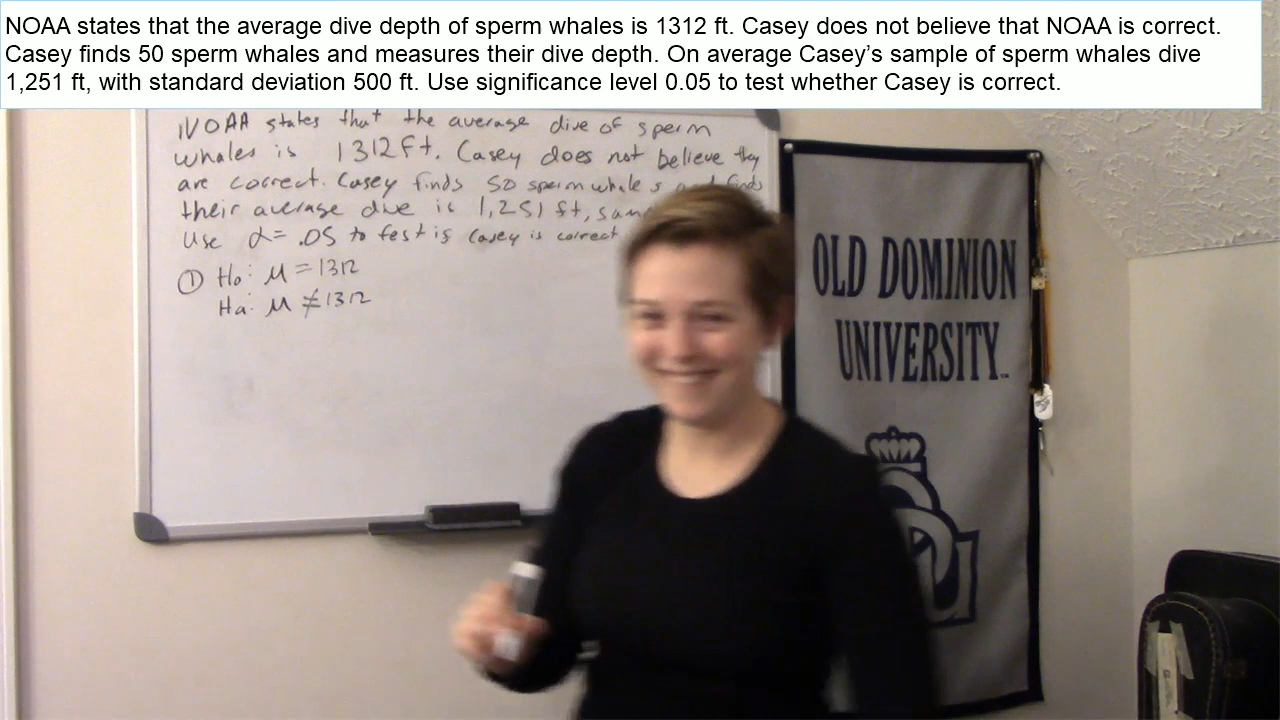 NOAA states that the average dive depth of sperm whales is 1312 ft. Casey does not believe that NOAA is correct.
Casey finds 50 sperm whales and measures their dive depth. On average Casey’s sample of sperm whales dive
1,251 ft, with standard deviation 500 ft. Use significance level 0.05 to test whether Casey is correct.
NOAA states that the average dive of sperm
whales is 1312 ft. Casey does not believe they
are correct. Casey finds 50 sperm whales and finds
their average dive is 1,251 ft,
Use α= .05 to test if Casey is correct
① Ho: μ = 1312
Ha: μ ≠ 1312
OLD DOMINION
UNIVERSITY